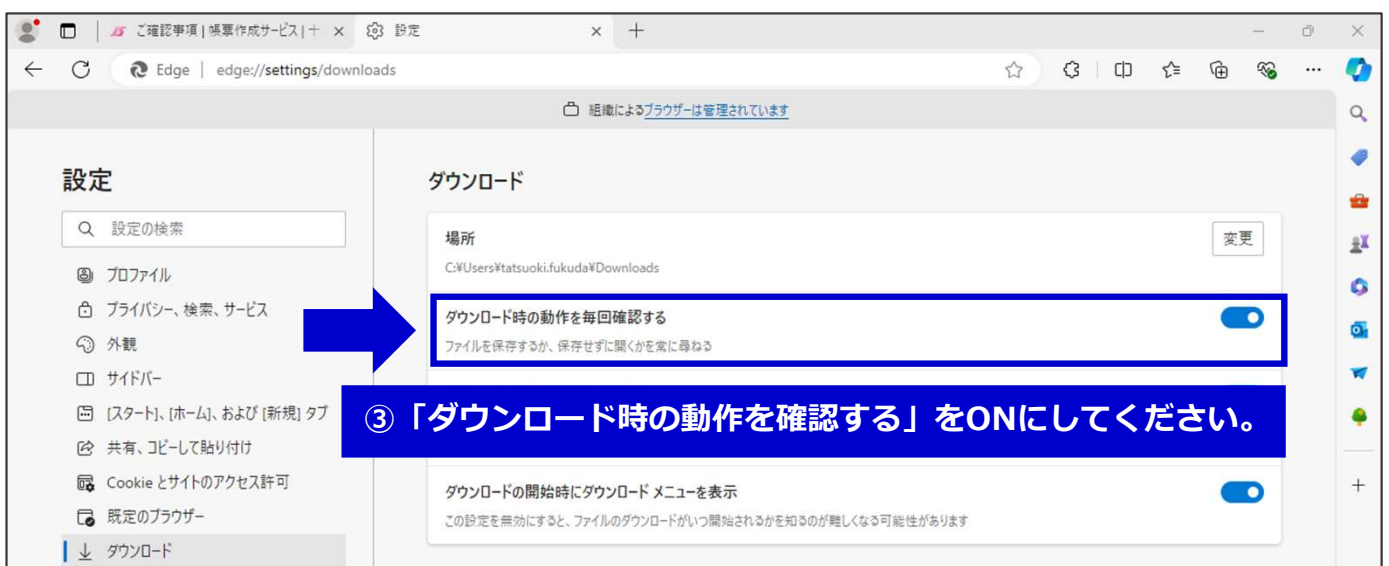 ご確認事項 | 帳票作成サービス | 十
設定
Edge | edge://settings/downloads
組織によるブラウザーは管理されています
設定
設定の検索
プロファイル
プライバシー、検索、サービス
外観
サイドバー
[スタート]、[ホーム]、および [新規] タブ
共有、コピーして貼り付け
Cookie とサイトのアクセス許可
既定のブラウザー
ダウンロード
ダウンロード
場所
変更
C:¥Users¥tatsuoki.fukuda¥Downloads
ダウンロード時の動作を毎回確認する
ファイルを保存するか、保存せずに開くかを常に尋ねる
③「ダウンロード時の動作を確認する」をONにしてください。
ダウンロードの開始時にダウンロード メニューを表示
この設定を無効にすると、ファイルのダウンロードがいつ開始されるかを知るのが難しくなる可能性があります